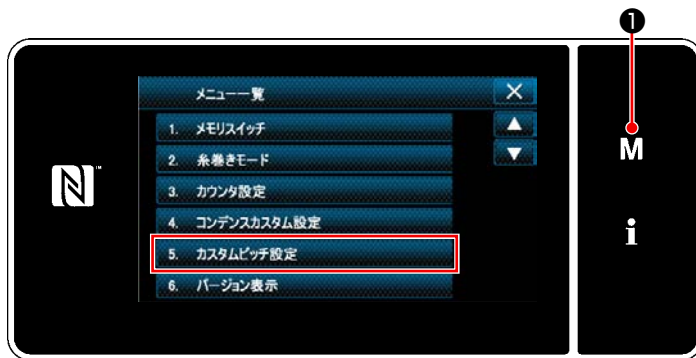 ❶
メニュー一覧
1. メモリスイッチ
2. 糸巻きモード
3. カウンタ設定
4. コンデンスカスタム設定
5. カスタムピッチ設定
6. バージョン表示
M
i